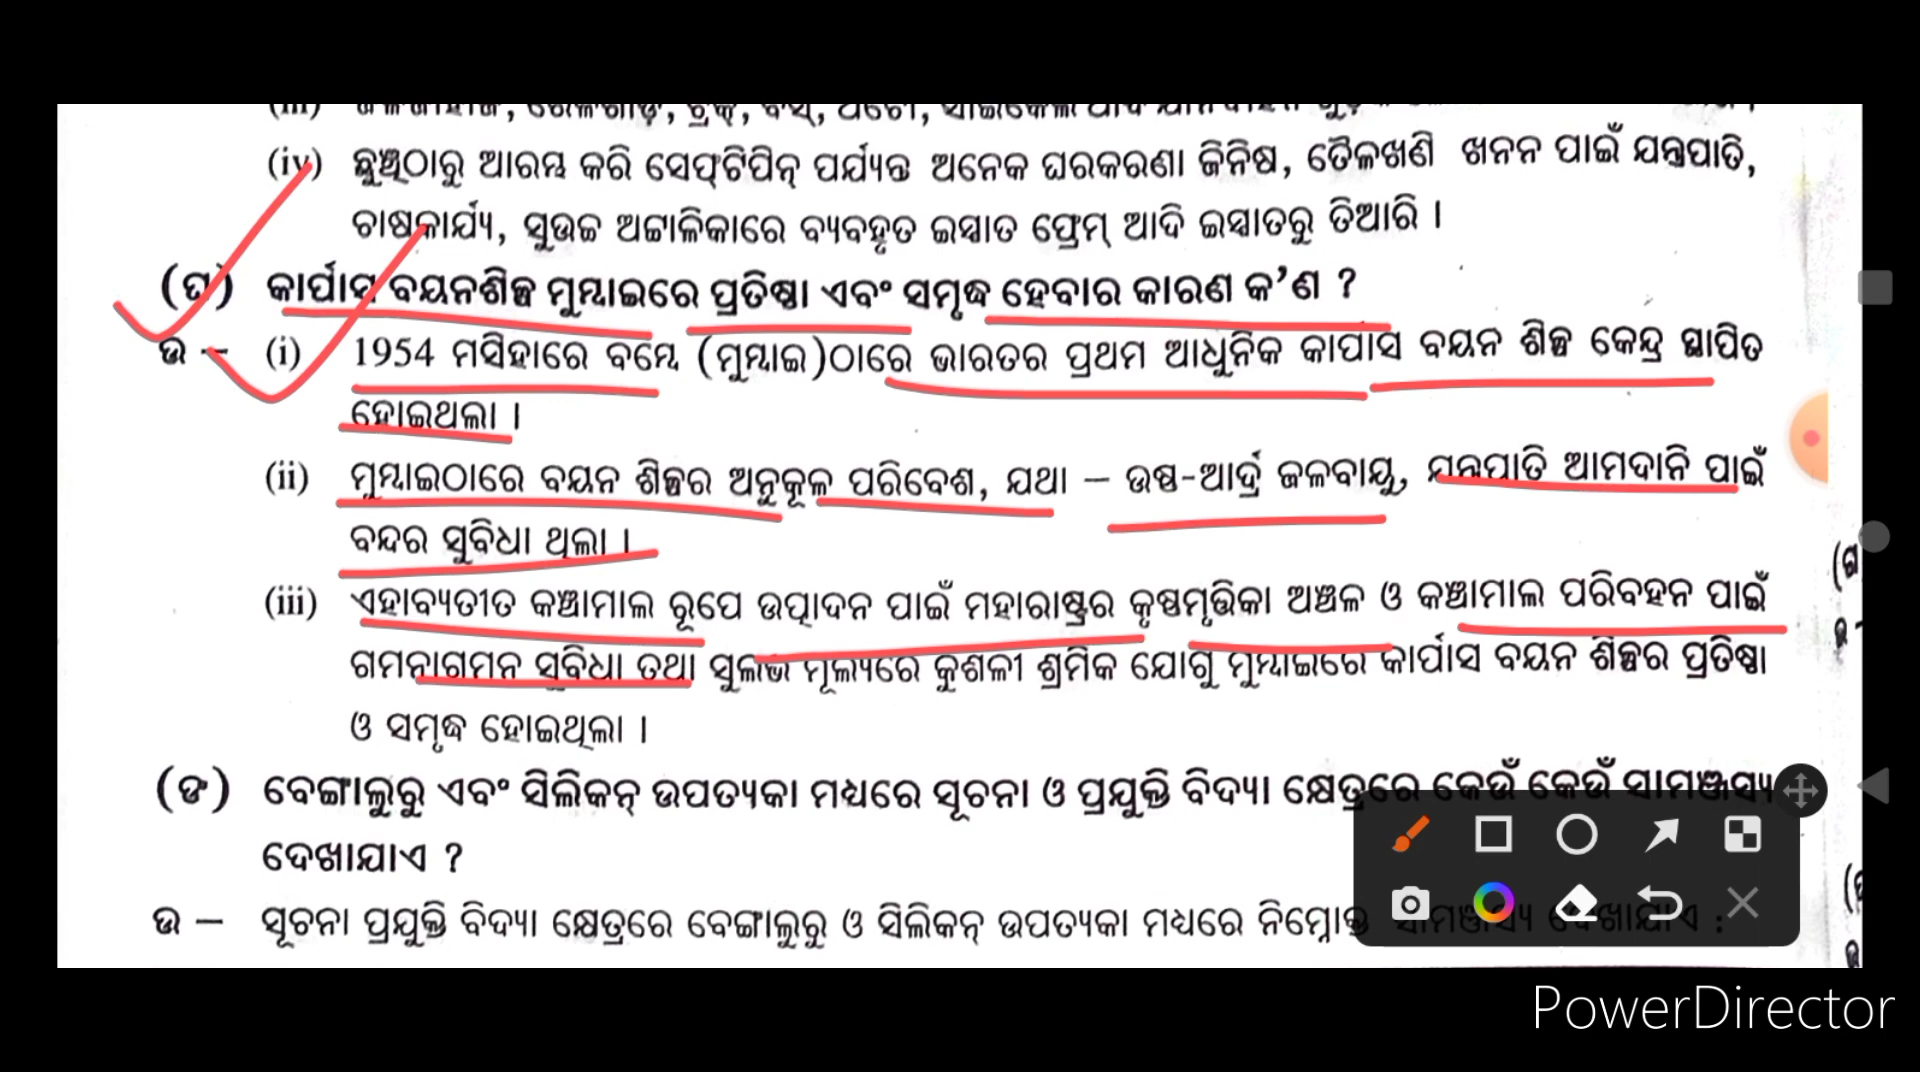 (iv) ଛୁଞ୍ଚିଠାରୁ ଆରମ୍ଭ କରି ସେଫ୍‌ଟିପିନ୍ ପର୍ଯ୍ୟନ୍ତ ଅନେକ ଘରକରଣା ଜିନିଷ, ତୈଳଖଣି ଖନନ ପାଇଁ ଯନ୍ତ୍ରପାତି,
ଚାଷକାର୍ଯ୍ୟ, ସୁଉଚ୍ଚ ଅଟ୍ଟାଳିକାରେ ବ୍ୟବହୃତ ଇସ୍ପାତ ଫ୍ରେମ୍ ଆଦି ଇସ୍ପାତରୁ ତିଆରି ।
(ଘ) କାର୍ପାସ ବୟନଶିଳ୍ପ ମୁମ୍ବାଇରେ ପ୍ରତିଷ୍ଠା ଏବଂ ସମୃଦ୍ଧ ହେବାର କାରଣ କ'ଣ ?
ଉ – (i) 1954 ମସିହାରେ ବମ୍ବେ (ମୁମ୍ବାଇ)ଠାରେ ଭାରତର ପ୍ରଥମ ଆଧୁନିକ କାର୍ପାସ ବୟନ ଶିଳ୍ପ କେନ୍ଦ୍ର ସ୍ଥାପିତ
ହୋଇଥିଲା ।
(ii) ମୁମ୍ବାଇଠାରେ ବୟନ ଶିଳ୍ପର ଅନୁକୂଳ ପରିବେଶ, ଯଥା – ଉଷ୍ଣ-ଆର୍ଦ୍ର ଜଳବାୟୁ, ଯନ୍ତ୍ରପାତି ଆମଦାନି ପାଇଁ
ବନ୍ଦର ସୁବିଧା ଥିଲା ।
(iii) ଏହାବ୍ୟତୀତ କଞ୍ଚାମାଲ ରୂପେ ଉତ୍ପାଦନ ପାଇଁ ମହାରାଷ୍ଟ୍ରର କୃଷ୍ଣମୃତ୍ତିକା ଅଞ୍ଚଳ ଓ କଞ୍ଚାମାଲ ପରିବହନ ପାଇଁ
ଗମନାଗମନ ସୁବିଧା ତଥା ସୁଲଭ ମୂଲ୍ୟରେ କୁଶଳୀ ଶ୍ରମିକ ଯୋଗୁ ମୁମ୍ବାଇରେ କାର୍ପାସ ବୟନ ଶିଳ୍ପର ପ୍ରତିଷ୍ଠା
ଓ ସମୃଦ୍ଧ ହୋଇଥିଲା ।
(ଙ) ବେଙ୍ଗାଲୁରୁ ଏବଂ ସିଲିକନ୍ ଉପତ୍ୟକା ମଧ୍ୟରେ ସୂଚନା ଓ ପ୍ରଯୁକ୍ତି ବିଦ୍ୟା କ୍ଷେତ୍ରରେ କେଉଁ କେଉଁ ସାମଞ୍ଜସ୍ୟ
ଦେଖାଯାଏ ?
ଉ – ସୂଚନା ପ୍ରଯୁକ୍ତି ବିଦ୍ୟା କ୍ଷେତ୍ରରେ ବେଙ୍ଗାଲୁରୁ ଓ ସିଲିକନ୍ ଉପତ୍ୟକା ମଧ୍ୟରେ ନିମ୍ନୋକ୍ତ ସାମଞ୍ଜସ୍ୟ ଦେଖାଯାଏ :
PowerDirector